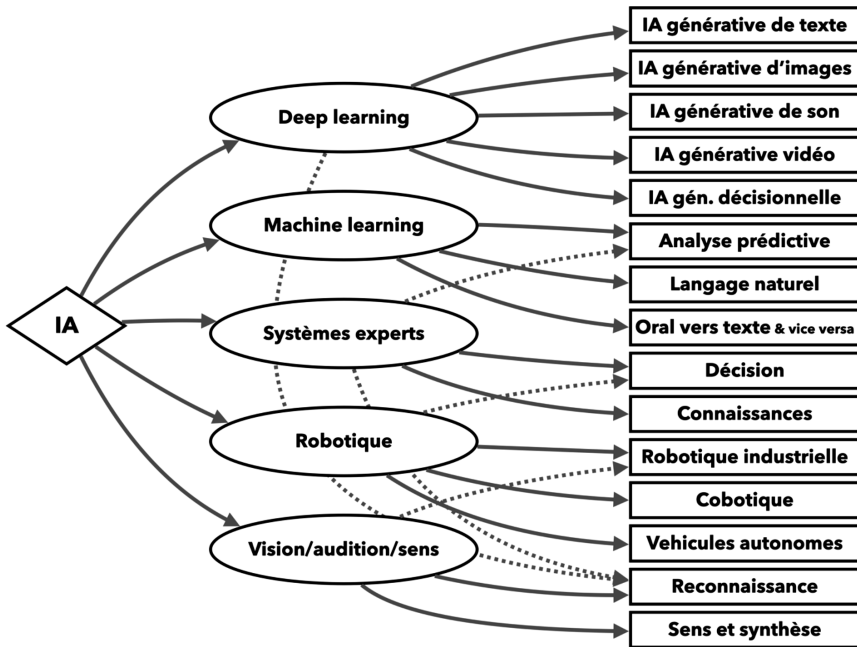 IA
Deep learning
Machine learning
Systèmes experts
Robotique
Vision/audition/sens
IA générative de texte
IA générative d’images
IA générative de son
IA générative vidéo
IA gén. décisionnelle
Analyse prédictive
Langage naturel
Oral vers texte & vice versa
Décision
Connaissances
Robotique industrielle
Cobotique
Vehicules autonomes
Reconnaissance
Sens et synthèse